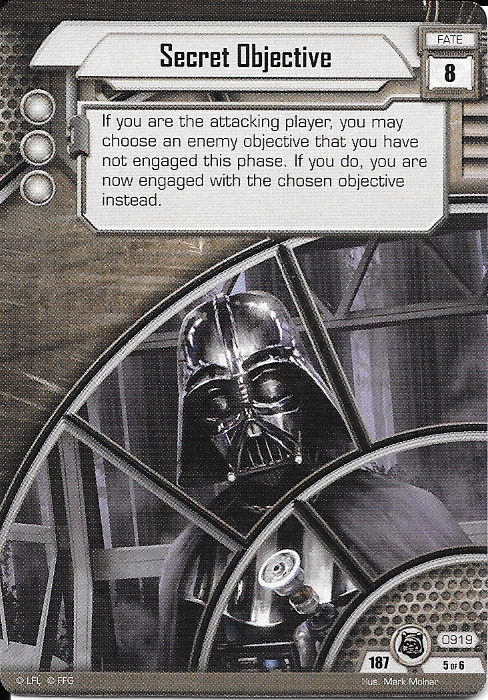 Secret Objective
FATE
8
If you are the attacking player, you may
choose an enemy objective that you have
not engaged this phase. If you do, you are
now engaged with the chosen objective
instead.
0919
187
5 OF 6
© LFL © FFG
Illus. Mark Molnar